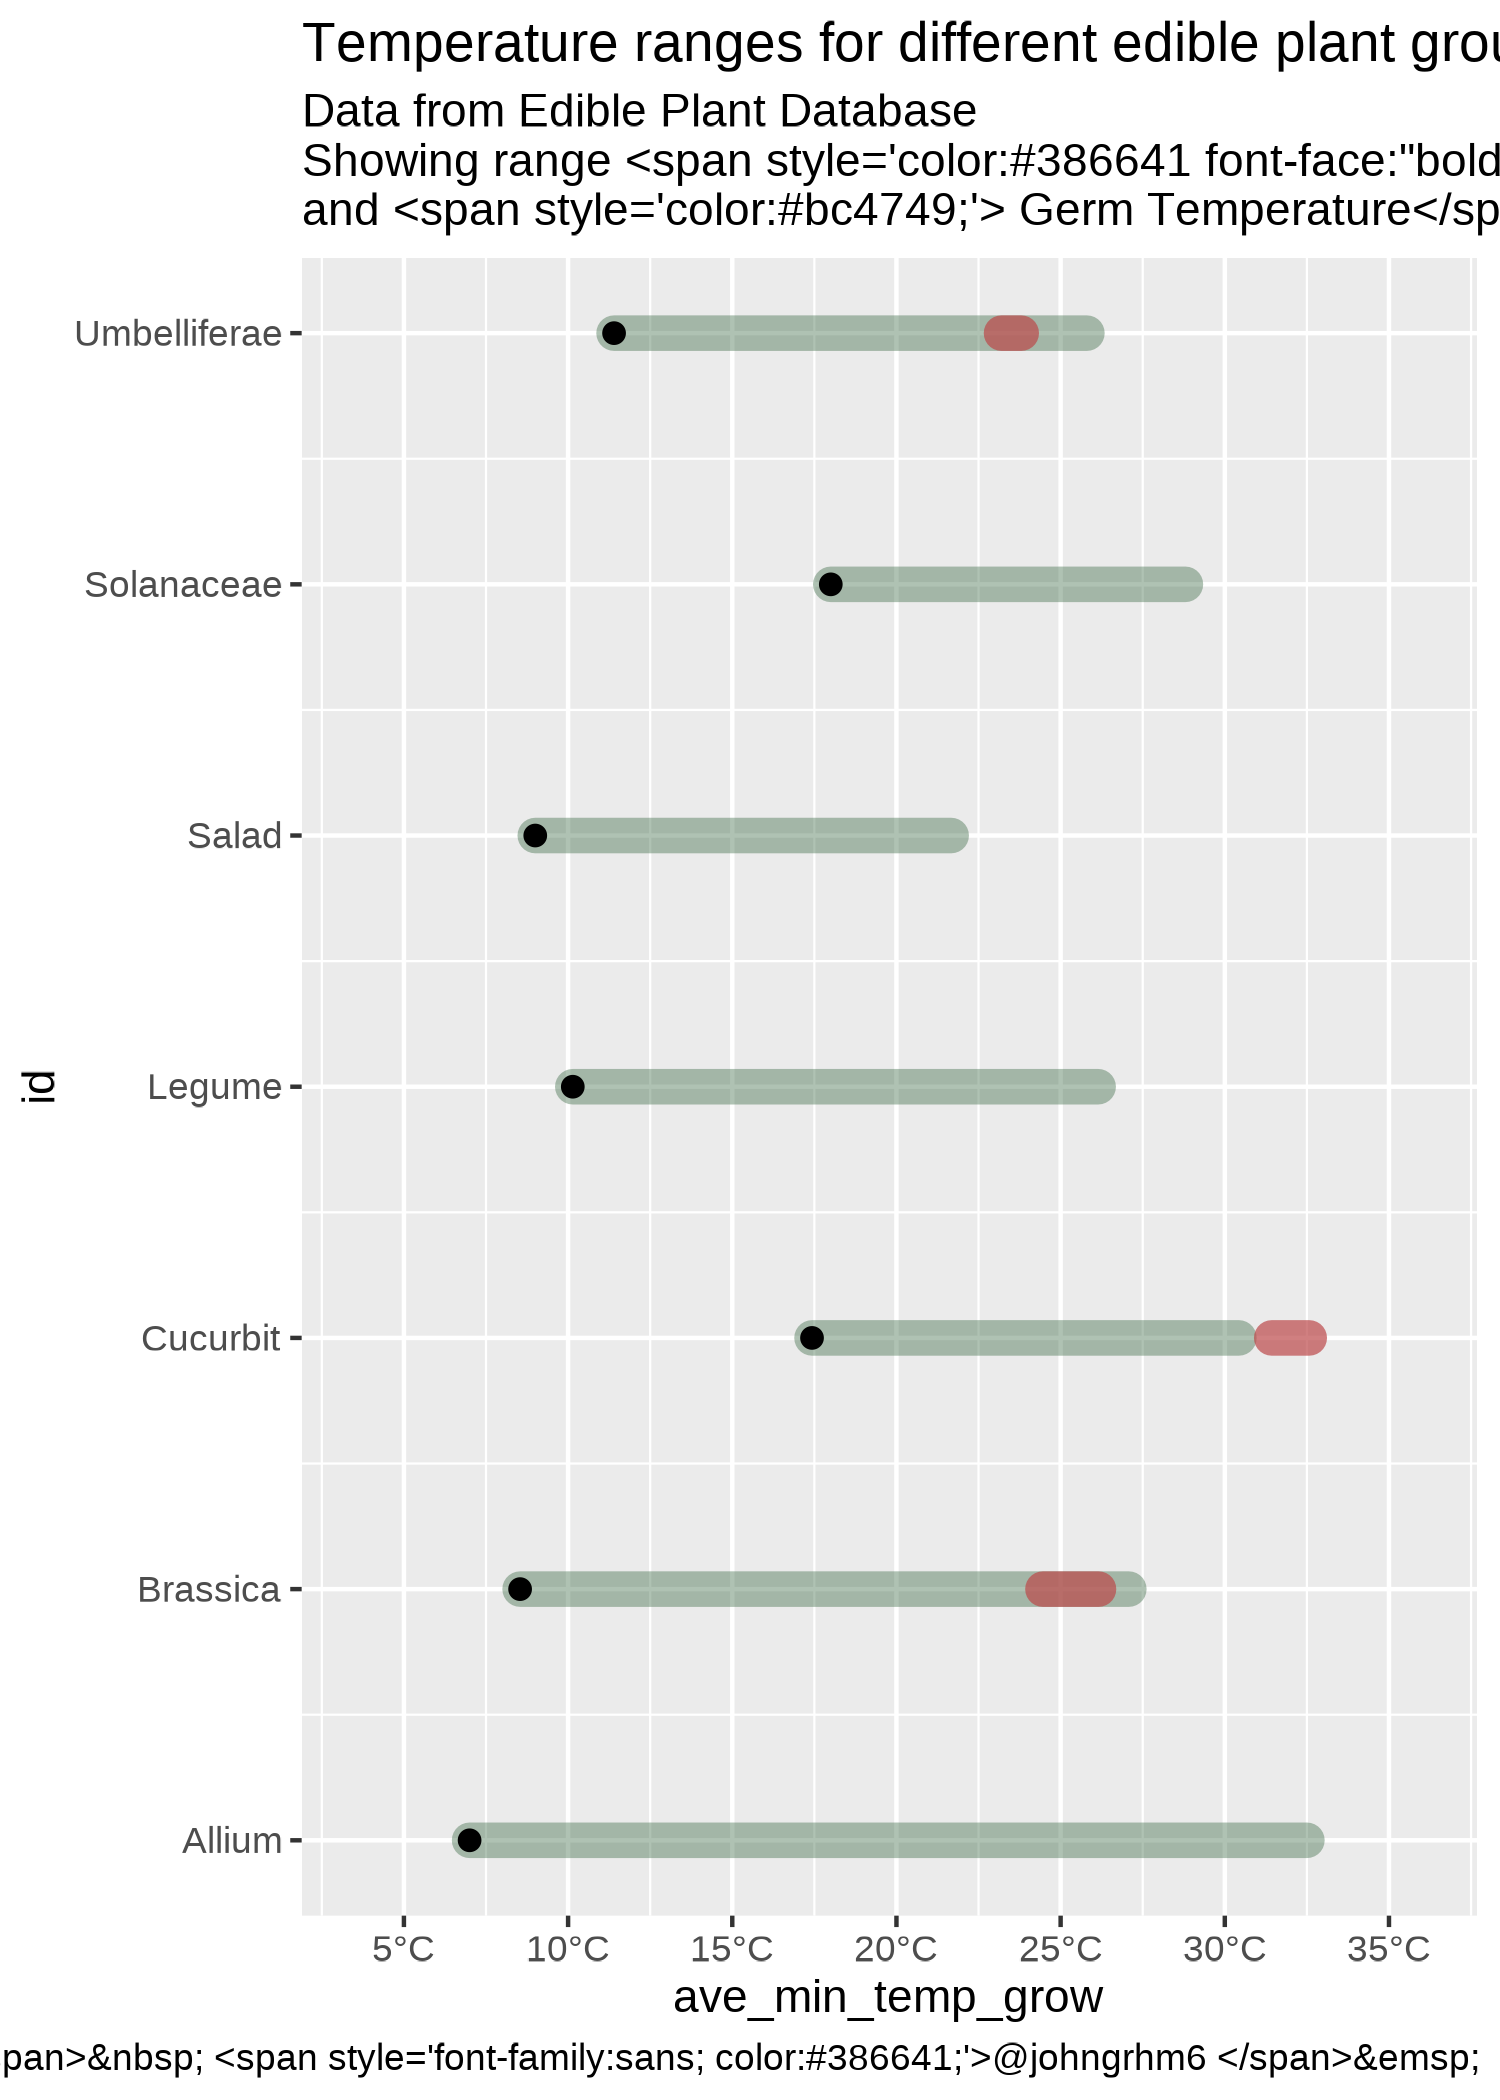 Temperature ranges for different edible plant
Data from Edible Plant Database
Showing range <span style='color:#386641 font-face:"bold
and <span style='color:#bc4749;'> Germ Temperature</sp
Umbelliferae
Solanaceae
Salad
Legume
id
Cucurbit
Brassica
Allium
5°C 10°C 15°C 20°C 25°C 30°C 35°C
ave_min_temp_grow
pan>&nbsp; <span style='font-family:sans; color:#386641;'>@johngrhm6 </span>&emsp;